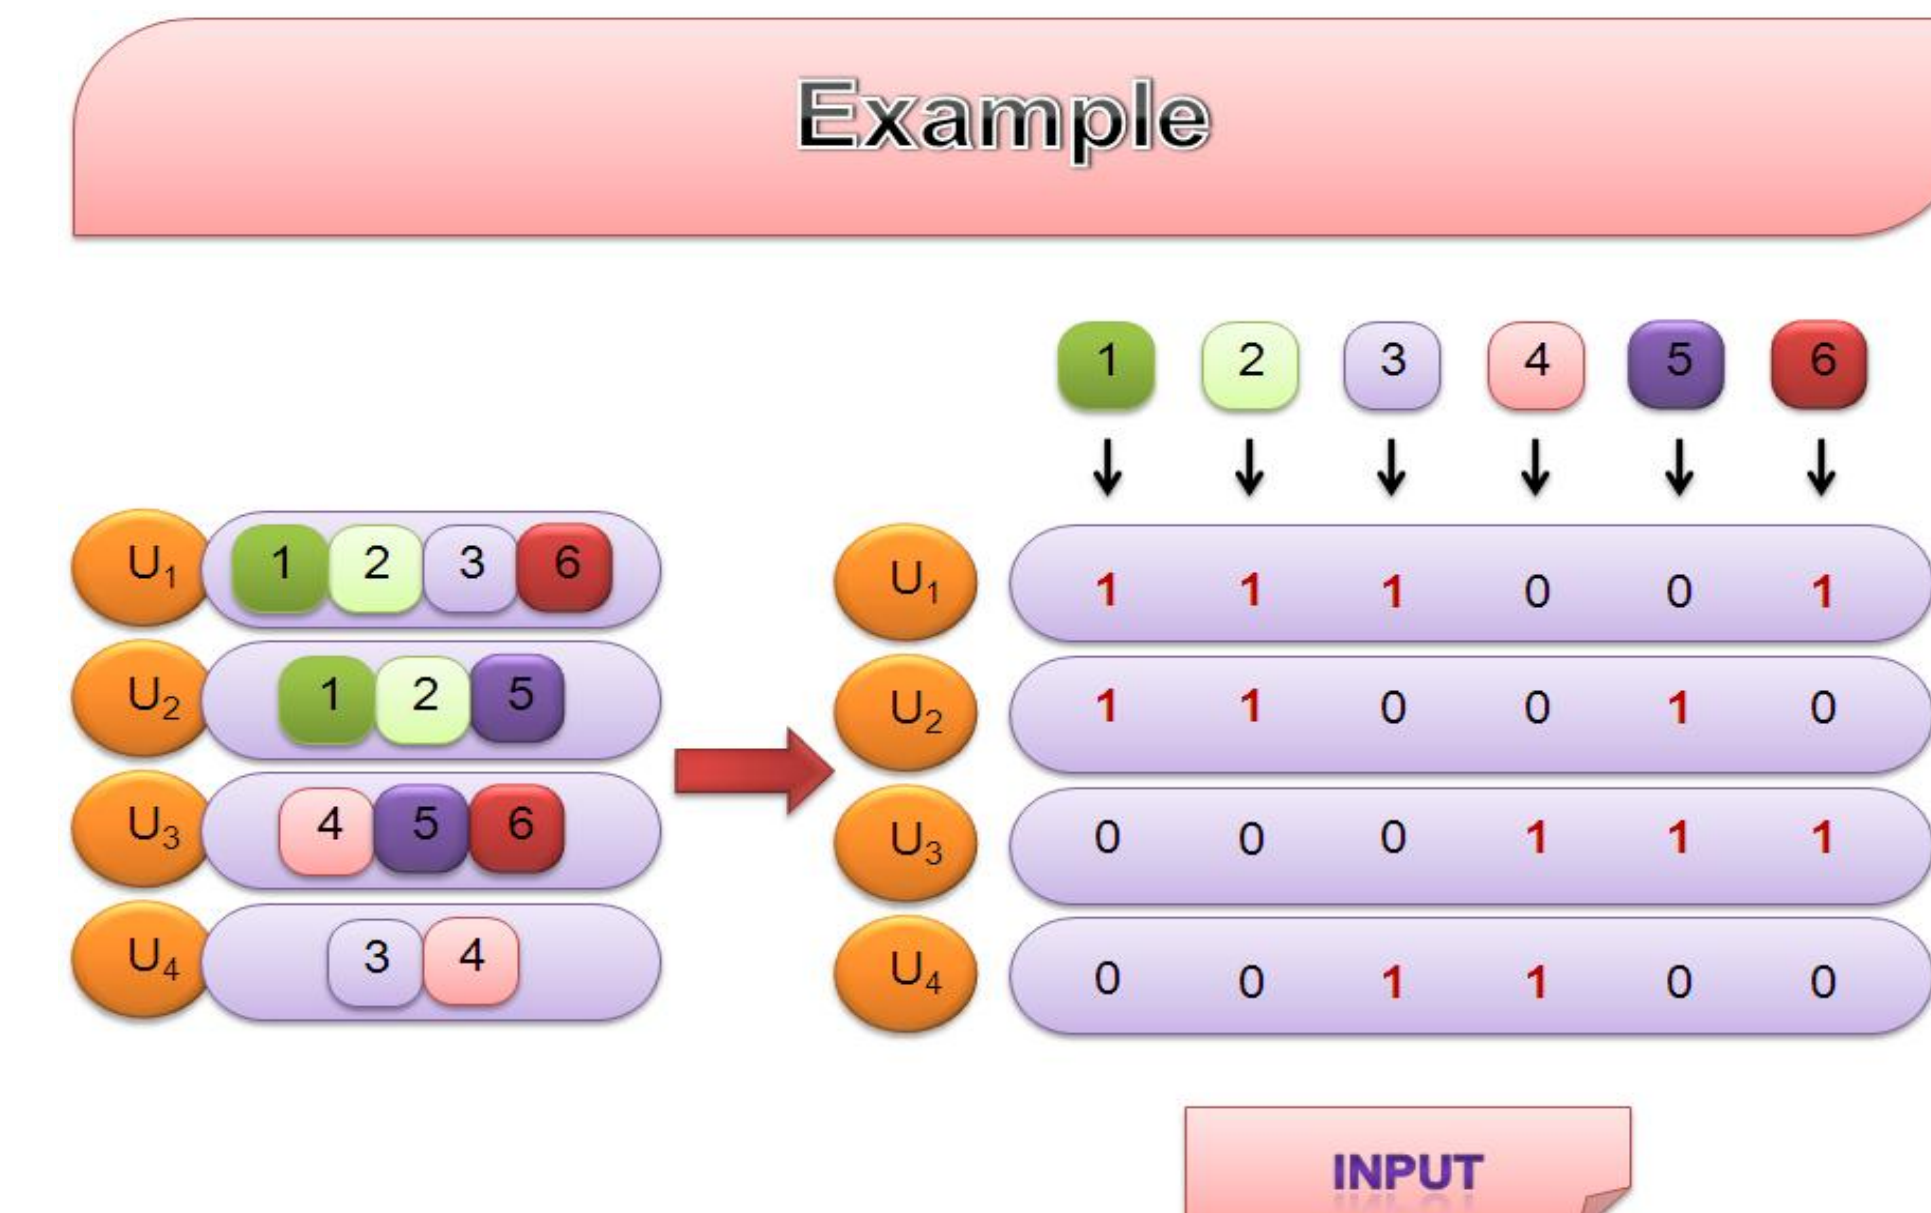 Example
1 2 3 4 5 6
U₁ 1 2 3 6
U₂ 1 2 5
U₃ 4 5 6
U₄ 3 4
U₁ 1 1 1 0 0 1
U₂ 1 1 0 0 1 0
U₃ 0 0 0 1 1 1
U₄ 0 0 1 1 0 0
INPUT